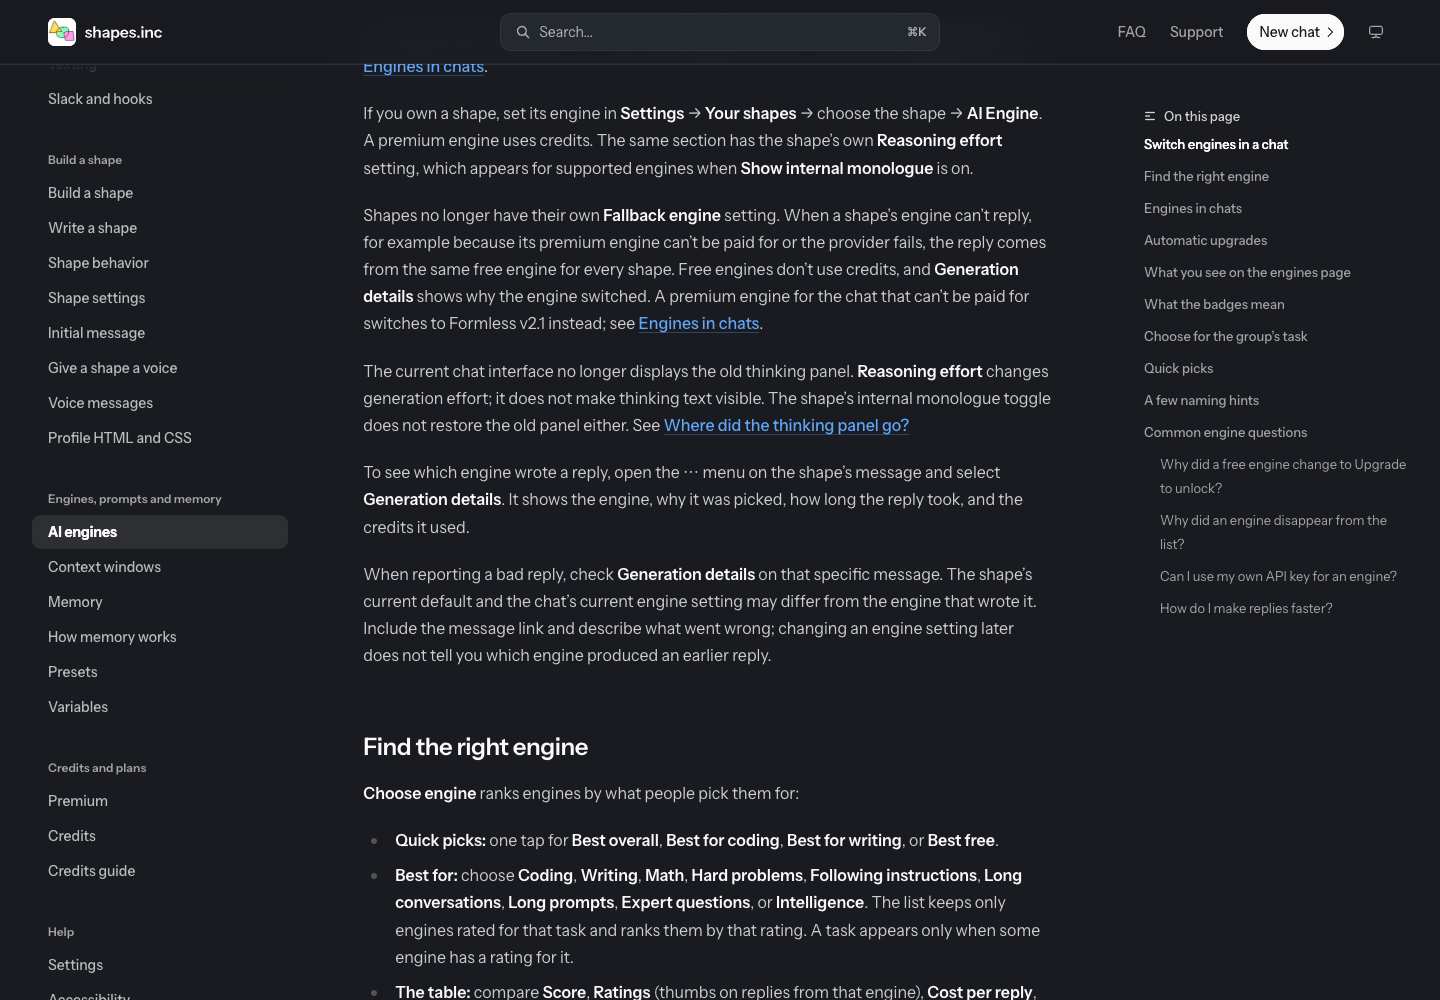 shapes.inc
Search...
⌘K
FAQ
Support
New chat
Texting
Slack and hooks
Build a shape
Build a shape
Write a shape
Shape behavior
Shape settings
Initial message
Give a shape a voice
Voice messages
Profile HTML and CSS
Engines, prompts and memory
AI engines
Context windows
Memory
How memory works
Presets
Variables
Credits and plans
Premium
Credits
Credits guide
Help
Settings
Accessibility
Engines in chats.
If you own a shape, set its engine in Settings → Your shapes → choose the shape → AI Engine.
A premium engine uses credits. The same section has the shape's own Reasoning effort
setting, which appears for supported engines when Show internal monologue is on.
Shapes no longer have their own Fallback engine setting. When a shape's engine can't reply,
for example because its premium engine can't be paid for or the provider fails, the reply comes
from the same free engine for every shape. Free engines don't use credits, and Generation
details shows why the engine switched. A premium engine for the chat that can't be paid for
switches to Formless v2.1 instead; see Engines in chats.
The current chat interface no longer displays the old thinking panel. Reasoning effort changes
generation effort; it does not make thinking text visible. The shape's internal monologue toggle
does not restore the old panel either. See Where did the thinking panel go?
To see which engine wrote a reply, open the ··· menu on the shape's message and select
Generation details. It shows the engine, why it was picked, how long the reply took, and the
credits it used.
When reporting a bad reply, check Generation details on that specific message. The shape's
current default and the chat's current engine setting may differ from the engine that wrote it.
Include the message link and describe what went wrong; changing an engine setting later
does not tell you which engine produced an earlier reply.
Find the right engine
Choose engine ranks engines by what people pick them for:
• Quick picks: one tap for Best overall, Best for coding, Best for writing, or Best free.
• Best for: choose Coding, Writing, Math, Hard problems, Following instructions, Long
conversations, Long prompts, Expert questions, or Intelligence. The list keeps only
engines rated for that task and ranks them by that rating. A task appears only when some
engine has a rating for it.
• The table: compare Score, Ratings (thumbs on replies from that engine), Cost per reply,
On this page
Switch engines in a chat
Find the right engine
Engines in chats
Automatic upgrades
What you see on the engines page
What the badges mean
Choose for the group's task
Quick picks
A few naming hints
Common engine questions
Why did a free engine change to Upgrade
to unlock?
Why did an engine disappear from the
list?
Can I use my own API key for an engine?
How do I make replies faster?